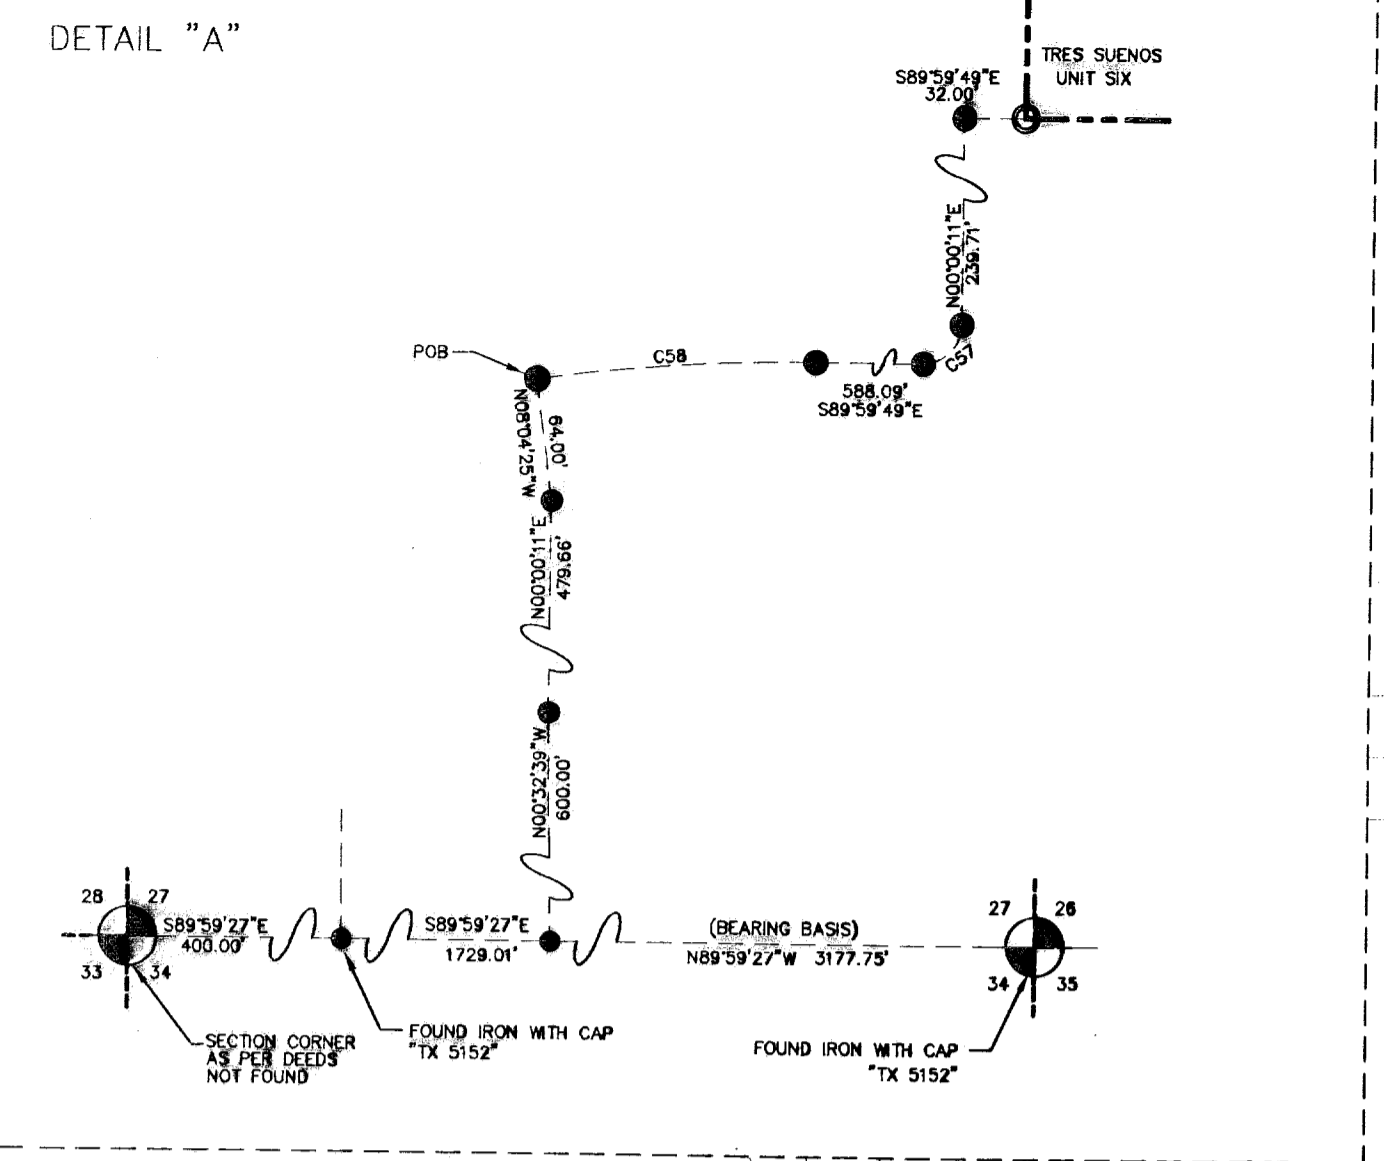 DETAIL "A"
TRES SUENOS
UNIT SIX
S89°59'49"E
32.00'
N00°00'11"E
239.71'
POB
C58
C57
588.09'
S89°59'49"E
N08°04'25"W
64.00'
N00°00'11"E
479.66'
N00°32'39"W
600.00'
28 27
33 34
S89°59'27"E
400.00'
S89°59'27"E
1729.01'
(BEARING BASIS)
N89°59'27"W 3177.75'
27 26
34 35
SECTION CORNER
AS PER DEEDS
NOT FOUND
FOUND IRON WITH CAP
"TX 5152"
FOUND IRON WITH CAP
"TX 5152"